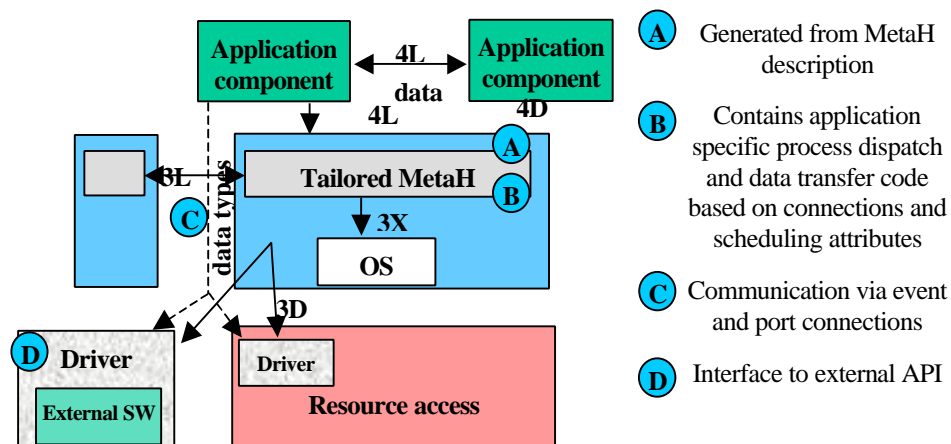 Application
component
4L
data
Application
component
4L
4D
A
3L
Tailored MetaH
B
C
data types
3X
OS
3D
D
Driver
External SW
Driver
Resource access
A
Generated from MetaH
description
B
Contains application
specific process dispatch
and data transfer code
based on connections and
scheduling attributes
C
Communication via event
and port connections
D
Interface to external API